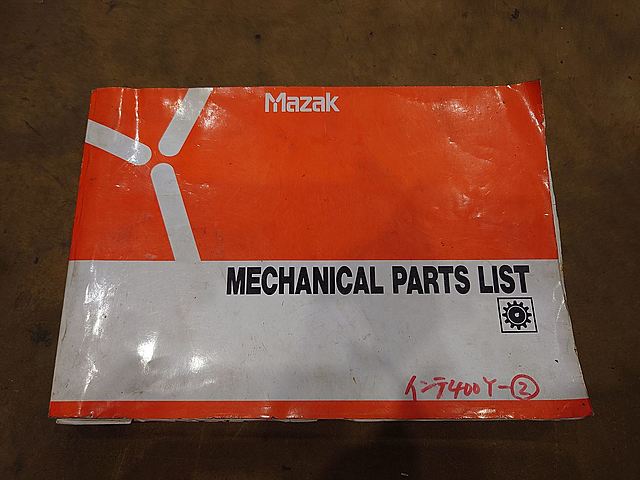 Mazak
MECHANICAL PARTS LIST
インテ400Y-②